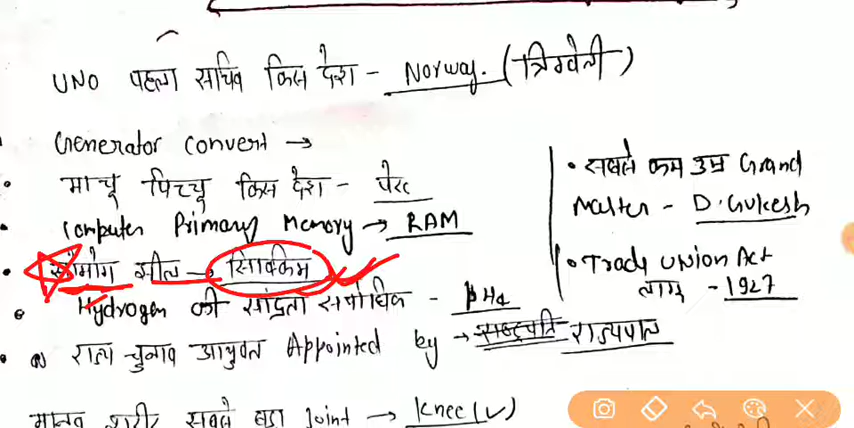 UNO पहला सचिव किस देश - Norway. (त्रिग्वेली)
Generator convert →
• माचू पिच्चू किस देश - पेरू
• Computer Primary Memory → RAM
• सीत → सिक्किम
• Hydrogen की सांद्रता सर्वाधिक -
• राज्य चुनाव आयुक्त Appointed by → राष्ट्रपति राज्यपाल
मानव शरीर सबसे बड़ा Joint → Knee (✓)
• सबसे कम उम्र Grand
Master - D. Gukesh
• Trade Union Act
लागू - 1927